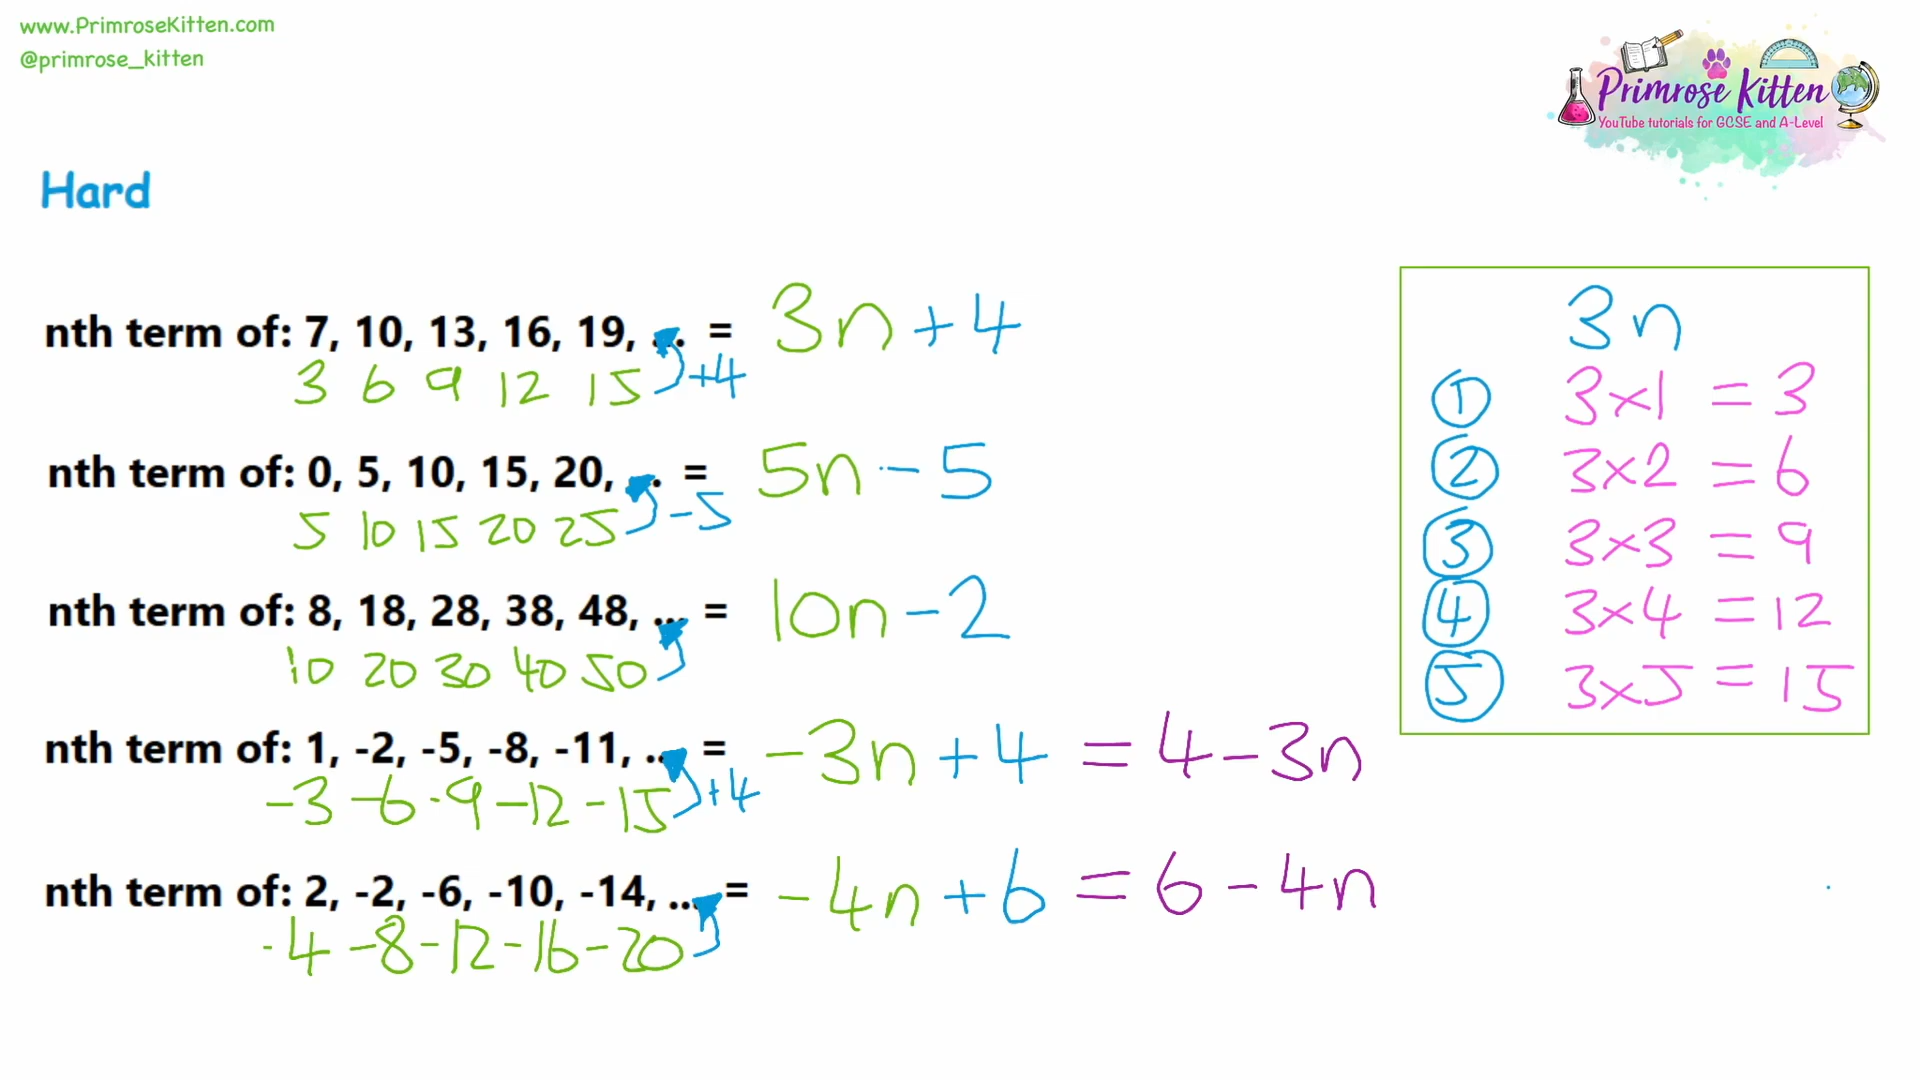 www.PrimroseKitten.com
@primrose_kitten
Primrose Kitten
YouTube tutorials for GCSE and A-Level
Hard
nth term of: 7, 10, 13, 16, 19, ... = 3n + 4
3 6 9 12 15 +4
nth term of: 0, 5, 10, 15, 20, ... = 5n - 5
5 10 15 20 25 -5
nth term of: 8, 18, 28, 38, 48, ... = 10n - 2
10 20 30 40 50
nth term of: 1, -2, -5, -8, -11, ... = -3n + 4 = 4 - 3n
-3 -6 -9 -12 -15 +4
nth term of: 2, -2, -6, -10, -14, ... = -4n + 6 = 6 - 4n
-4 -8 -12 -16 -20
3n
① 3×1 = 3
② 3×2 = 6
③ 3×3 = 9
④ 3×4 = 12
⑤ 3×5 = 15